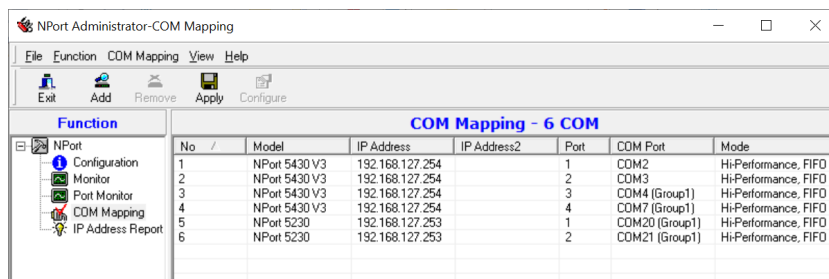 NPort Administrator-COM Mapping
File Function COM Mapping View Help
Exit Add Remove Apply Configure
Function COM Mapping - 6 COM
NPort
Configuration
Monitor
Port Monitor
COM Mapping
IP Address Report
No Model IP Address IP Address2 Port COM Port Mode
1 NPort 5430 V3 192.168.127.254 1 COM2 Hi-Performance, FIFO
2 NPort 5430 V3 192.168.127.254 2 COM3 Hi-Performance, FIFO
3 NPort 5430 V3 192.168.127.254 3 COM4 (Group1) Hi-Performance, FIFO
4 NPort 5430 V3 192.168.127.254 4 COM7 (Group1) Hi-Performance, FIFO
5 NPort 5230 192.168.127.253 1 COM20 (Group1) Hi-Performance, FIFO
6 NPort 5230 192.168.127.253 2 COM21 (Group1) Hi-Performance, FIFO